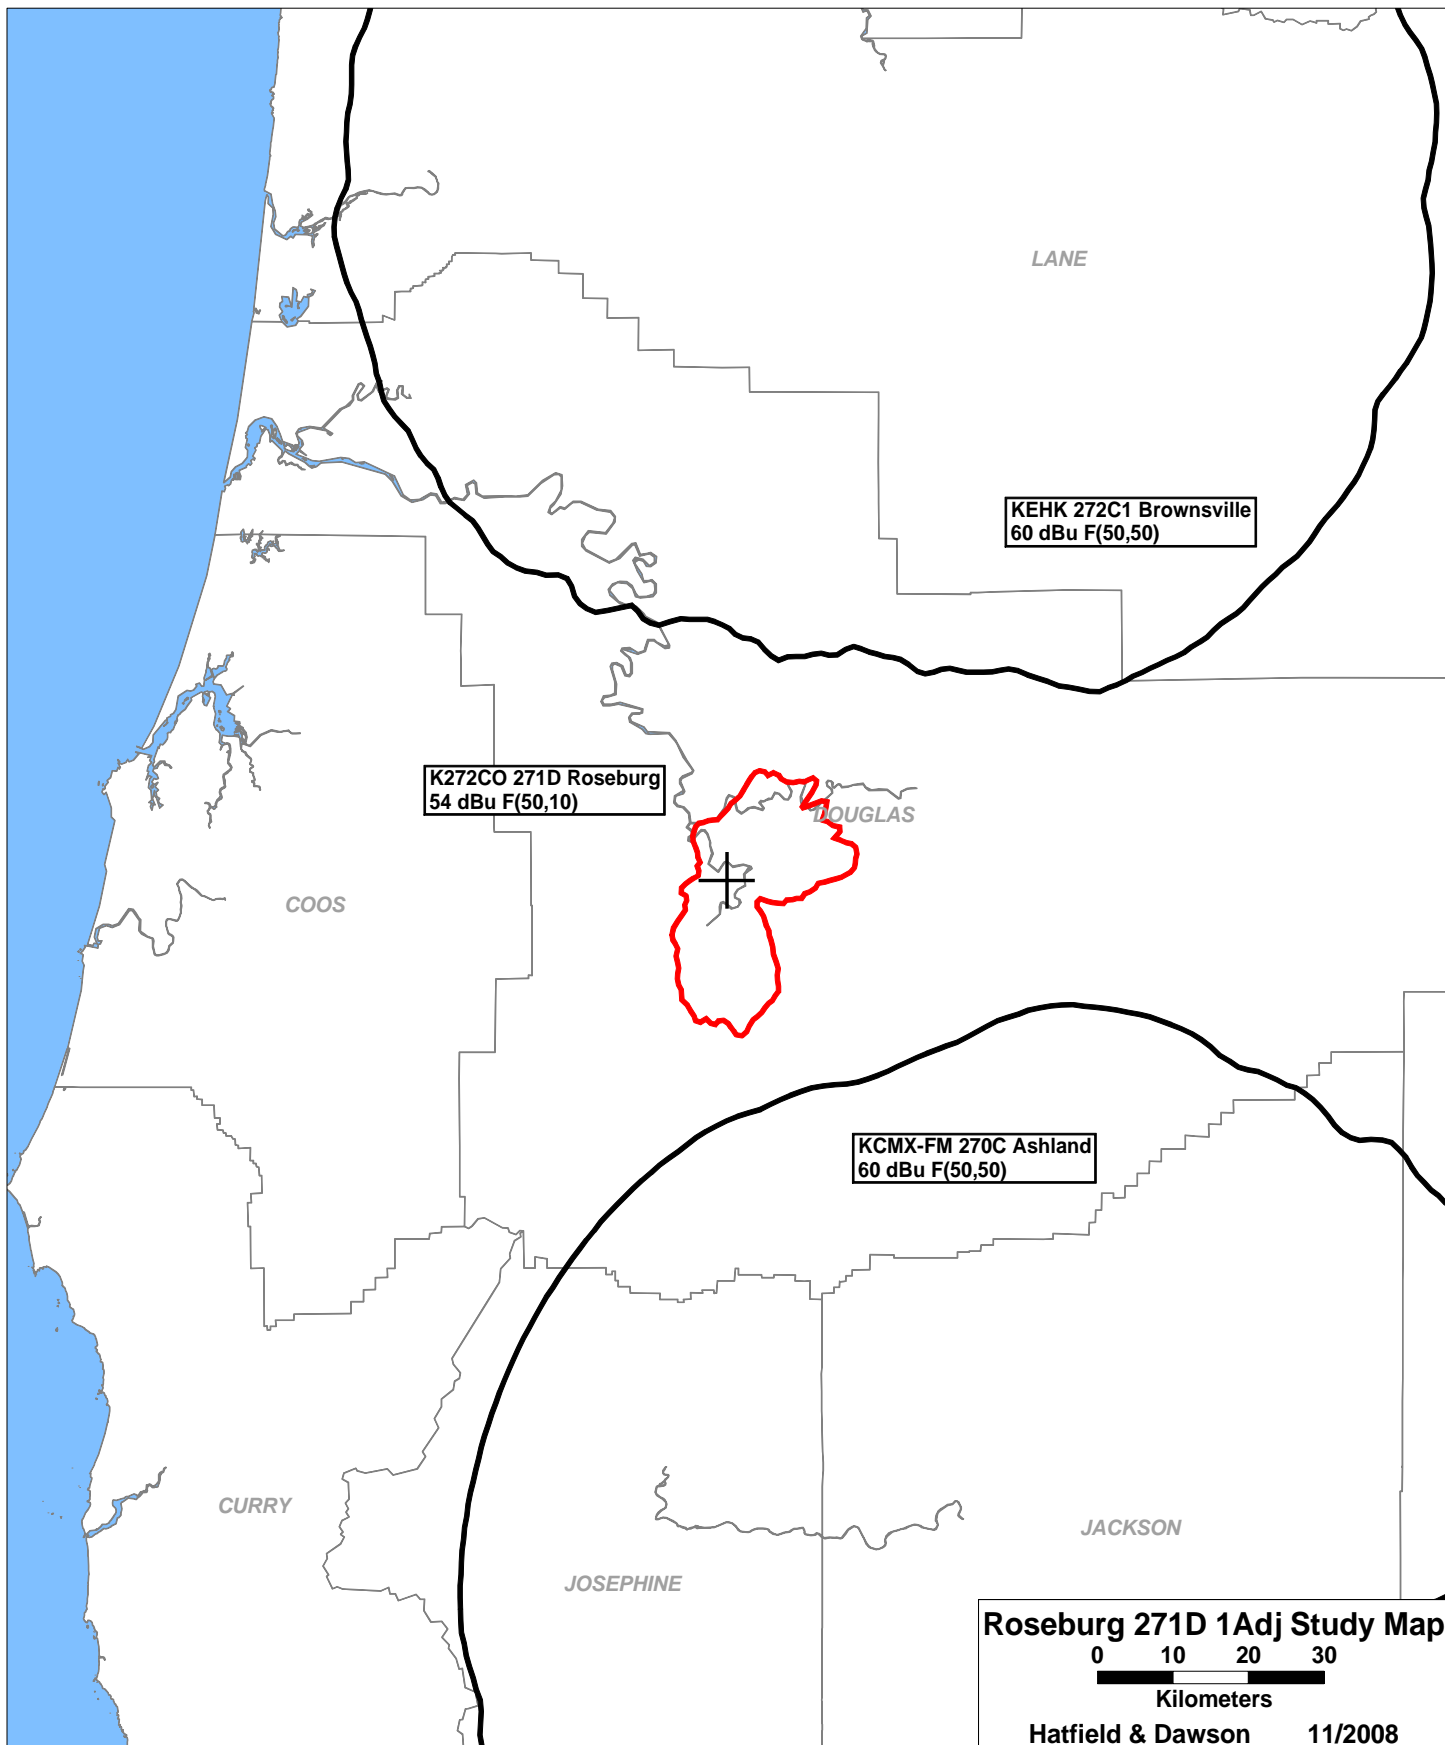 LANE
KEHK 272C1 Brownsville
60 dBu F(50,50)
K272CO 271D Roseburg
54 dBu F(50,10)
DOUGLAS
COOS
KCMX-FM 270C Ashland
60 dBu F(50,50)
CURRY
JACKSON
JOSEPHINE
Roseburg 271D 1Adj Study Map
0 10 20 30
Kilometers
Hatfield & Dawson 11/2008